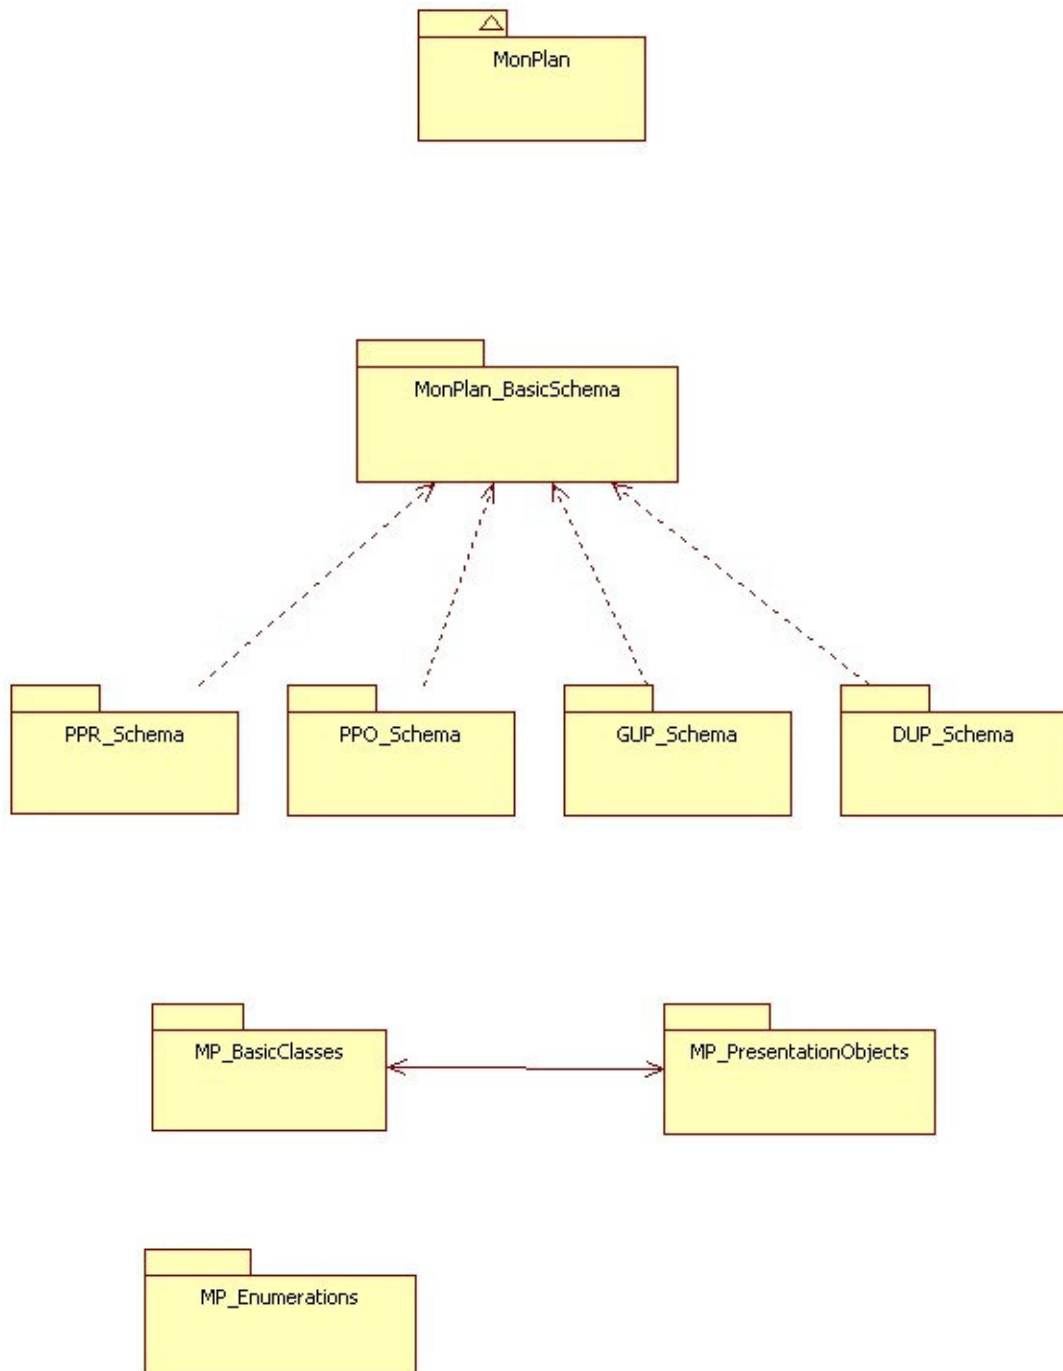 MonPlan
MonPlan_BasicSchema
PPR_Schema
PPO_Schema
GUP_Schema
DUP_Schema
MP_BasicClasses
MP_PresentationObjects
MP_Enumerations